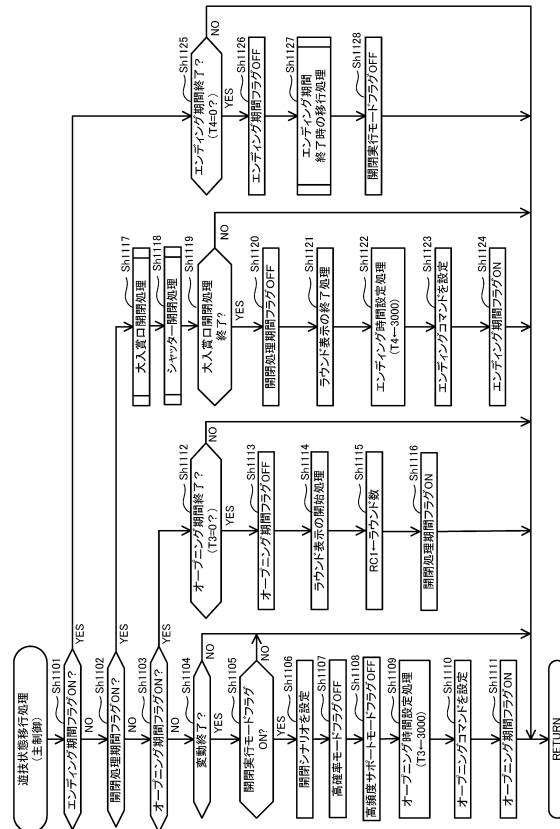 遊技状態移行処理
(主制御)
Sh1101
エンディング期間フラグON?
YES
NO
Sh1102
開閉処理期間フラグON?
YES
NO
Sh1103
オープニング期間フラグON?
YES
NO
Sh1104
変動終了?
NO
YES
Sh1105
開閉実行モードフラグ
ON?
NO
YES
Sh1106
開閉シナリオを設定
Sh1107
高確率モードフラグOFF
Sh1108
高頻度サポートモードフラグOFF
Sh1109
オープニング時間設定処理
(T3←3000)
Sh1110
オープニングコマンドを設定
Sh1111
オープニング期間フラグON
RETURN
Sh1112
オープニング期間終了?
(T3=0?)
NO
YES
Sh1113
オープニング期間フラグOFF
Sh1114
ラウンド表示の開始処理
Sh1115
RC1←ラウンド数
Sh1116
開閉処理期間フラグON
Sh1117
大入賞口開閉処理
Sh1118
シャッター開閉処理
Sh1119
大入賞口開閉処理
終了?
NO
YES
Sh1120
開閉処理期間フラグOFF
Sh1121
ラウンド表示の終了処理
Sh1122
エンディング時間設定処理
(T4←3000)
Sh1123
エンディングコマンドを設定
Sh1124
エンディング期間フラグON
Sh1125
エンディング期間終了?
(T4=0?)
NO
YES
Sh1126
エンディング期間フラグOFF
Sh1127
エンディング期間
終了時の移行処理
Sh1128
開閉実行モードフラグOFF